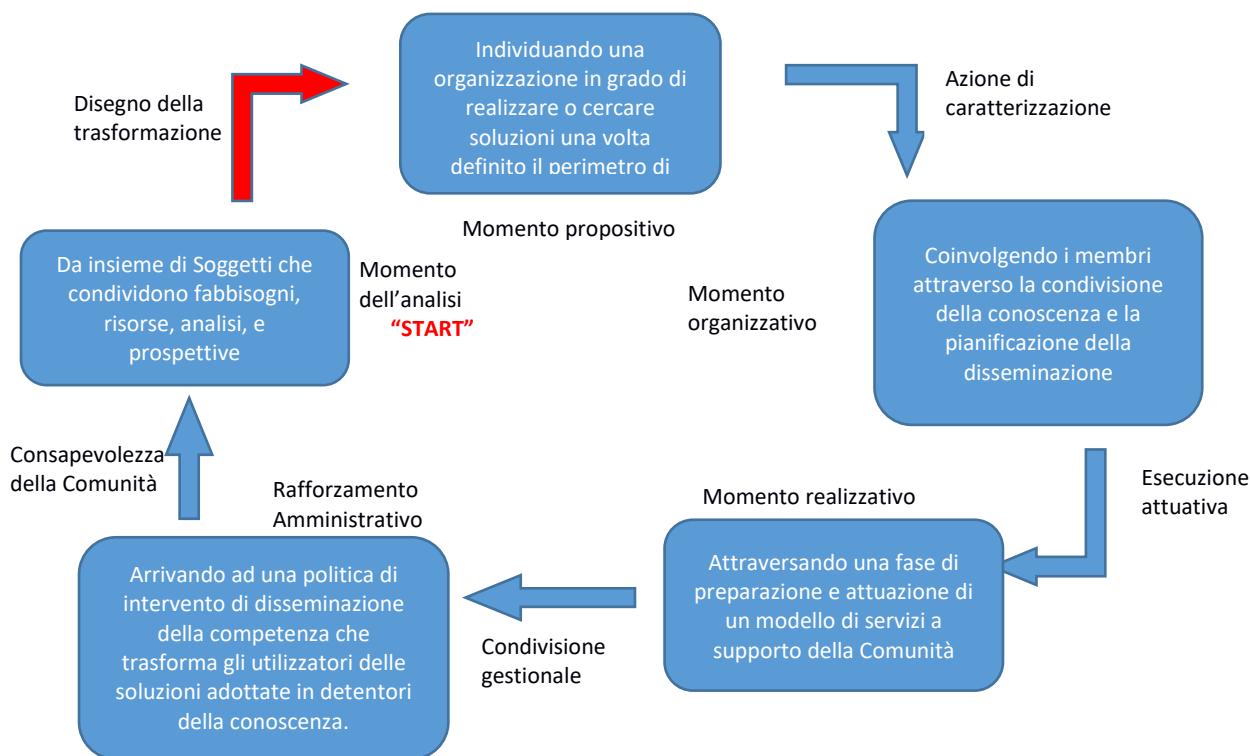 Individuando una
organizzazione in grado di
realizzare o cercare
soluzioni una volta
definito il perimetro di
Disegno della
trasformazione
Azione di
caratterizzazione
Momento propositivo
Da insieme di Soggetti che
condividono fabbisogni,
risorse, analisi, e
prospettive
Momento
dell’analisi
“START”
Momento
organizzativo
Coinvolgendo i membri
attraverso la condivisione
della conoscenza e la
pianificazione della
disseminazione
Consapevolezza
della Comunità
Rafforzamento
Amministrativo
Momento realizzativo
Esecuzione
attuativa
Arrivando ad una politica di
intervento di disseminazione
della competenza che
trasforma gli utilizzatori delle
soluzioni adottate in detentori
della conoscenza.
Condivisione
gestionale
Attraversando una fase di
preparazione e attuazione di
un modello di servizi a
supporto della Comunità